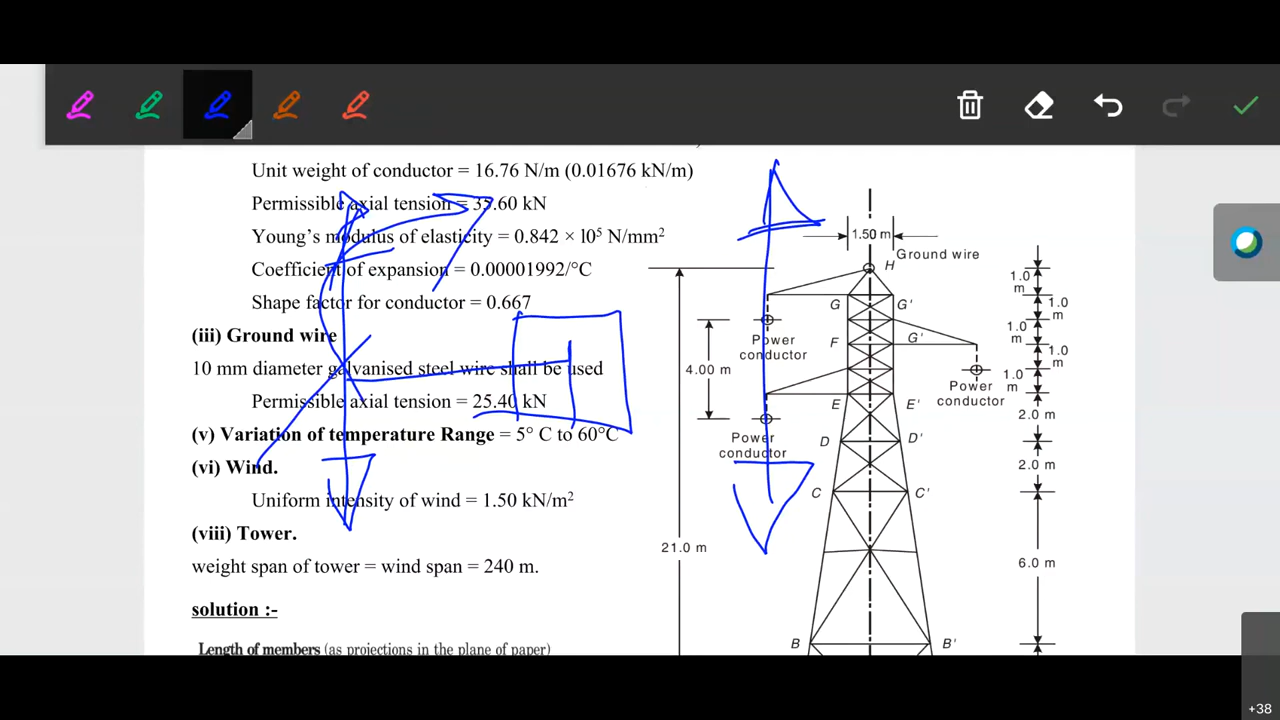 Unit weight of conductor = 16.76 N/m (0.01676 kN/m)
Permissible axial tension = 35.60 kN
Young's modulus of elasticity = 0.842 × 10⁵ N/mm²
Coefficient of expansion = 0.00001992/°C
Shape factor for conductor = 0.667
(iii) Ground wire
10 mm diameter galvanised steel wire shall be used
Permissible axial tension = 25.40 kN
(v) Variation of temperature Range = 5° C to 60°C
(vi) Wind.
Uniform intensity of wind = 1.50 kN/m²
(viii) Tower.
weight span of tower = wind span = 240 m.
solution :-
Length of members (as projections in the plane of paper)
1.50 m
Ground wire
H
1.0
m
G
G'
1.0
m
Power
conductor
F
G'
1.0
m
1.0
m
4.00 m
Power
conductor
1.0
m
E
E'
2.0 m
Power
conductor
D
D'
2.0 m
C
C'
21.0 m
6.0 m
B
B'
+38